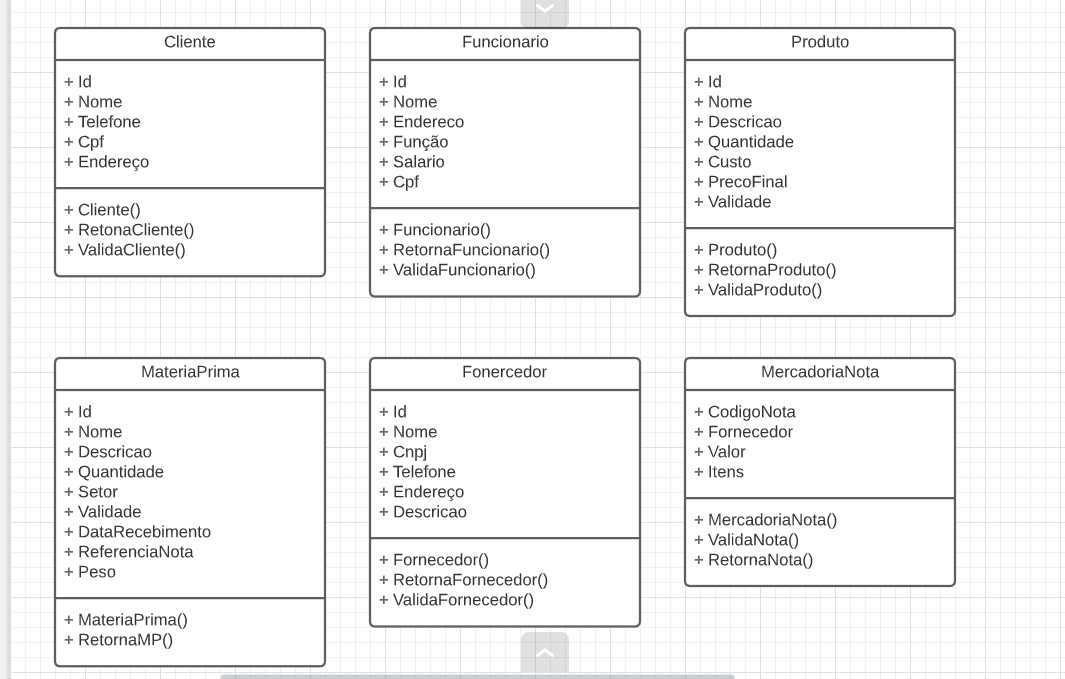 Cliente
+ Id
+ Nome
+ Telefone
+ Cpf
+ Endereço
+ Cliente()
+ RetonaCliente()
+ ValidaCliente()
Funcionario
+ Id
+ Nome
+ Endereco
+ Função
+ Salario
+ Cpf
+ Funcionario()
+ RetornaFuncionario()
+ ValidaFuncionario()
Produto
+ Id
+ Nome
+ Descricao
+ Quantidade
+ Custo
+ PrecoFinal
+ Validade
+ Produto()
+ RetornaProduto()
+ ValidaProduto()
MateriaPrima
+ Id
+ Nome
+ Descricao
+ Quantidade
+ Setor
+ Validade
+ DataRecebimento
+ ReferenciaNota
+ Peso
+ MateriaPrima()
+ RetornaMP()
Fonercedor
+ Id
+ Nome
+ Cnpj
+ Telefone
+ Endereço
+ Descricao
+ Fornecedor()
+ RetornaFornecedor()
+ ValidaFornecedor()
MercadoriaNota
+ CodigoNota
+ Fornecedor
+ Valor
+ Itens
+ MercadoriaNota()
+ ValidaNota()
+ RetornaNota()